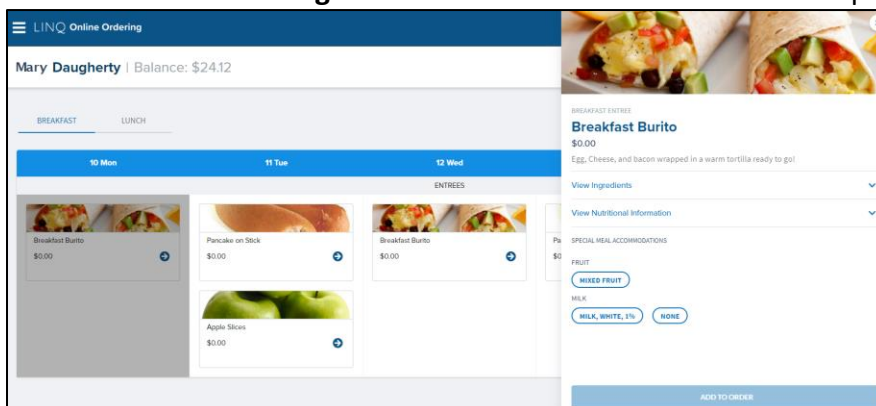 LINQ Online Ordering
Mary Daugherty | Balance: $24.12
BREAKFAST LUNCH
10 Mon 11 Tue 12 Wed
ENTREES
Breakfast Burito
$0.00
Pancake on Stick
$0.00
Apple Slices
$0.00
Breakfast Burito
$0.00
BREAKFAST ENTREE
Breakfast Burito
$0.00
Egg, Cheese, and bacon wrapped in a warm tortilla ready to go!
View Ingredients
View Nutritional Information
SPECIAL MEAL ACCOMMODATIONS
FRUIT
MIXED FRUIT
MILK
MILK, WHITE, 1% NONE
ADD TO ORDER